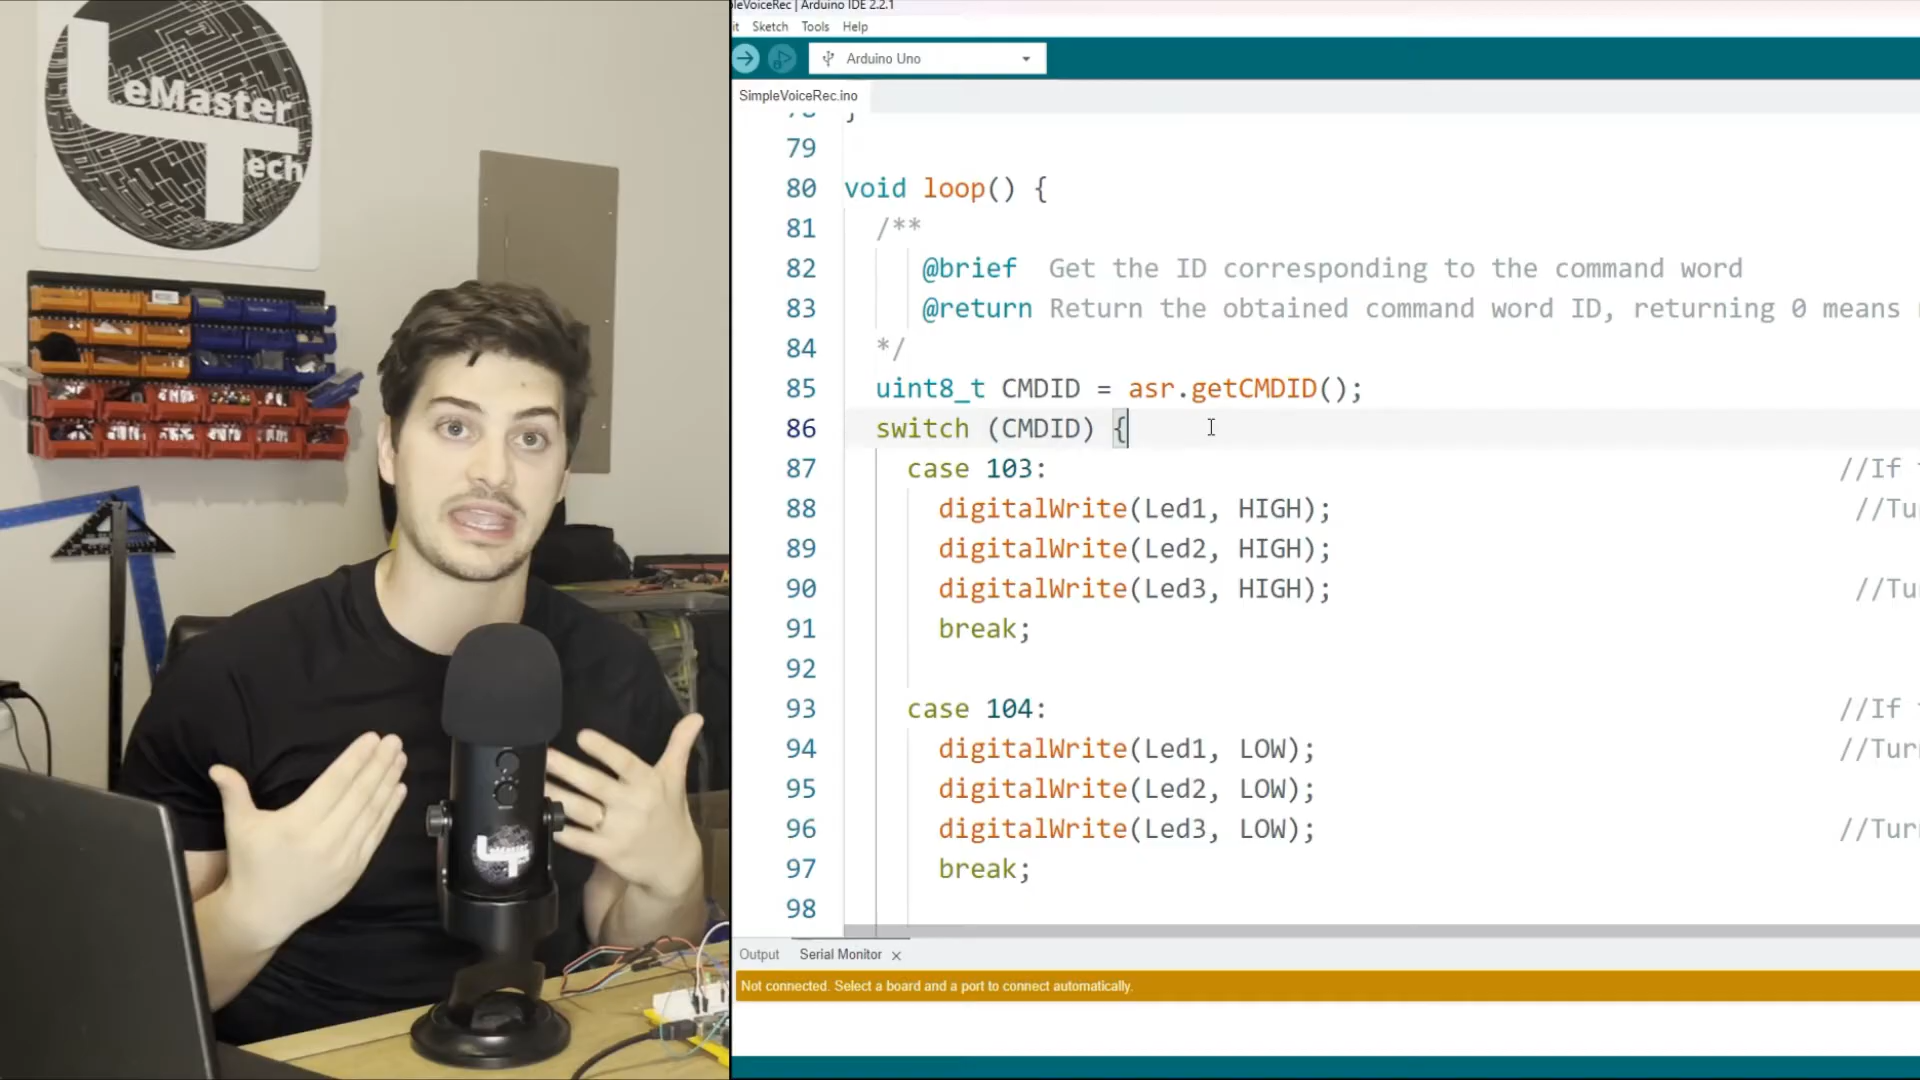 LeMaster
Tech
LT
leVoiceRec | Arduino IDE 2.2.1
it Sketch Tools Help
Arduino Uno
SimpleVoiceRec.ino
78 }
79
80 void loop() {
81 /**
82 @brief Get the ID corresponding to the command word
83 @return Return the obtained command word ID, returning 0 means
84 */
85 uint8_t CMDID = asr.getCMDID();
86 switch (CMDID) {
87 case 103: //If
88 digitalWrite(Led1, HIGH); //Tu
89 digitalWrite(Led2, HIGH);
90 digitalWrite(Led3, HIGH); //Tu
91 break;
92
93 case 104: //If
94 digitalWrite(Led1, LOW); //Tur
95 digitalWrite(Led2, LOW);
96 digitalWrite(Led3, LOW); //Tur
97 break;
98
Output Serial Monitor
Not connected. Select a board and a port to connect automatically.